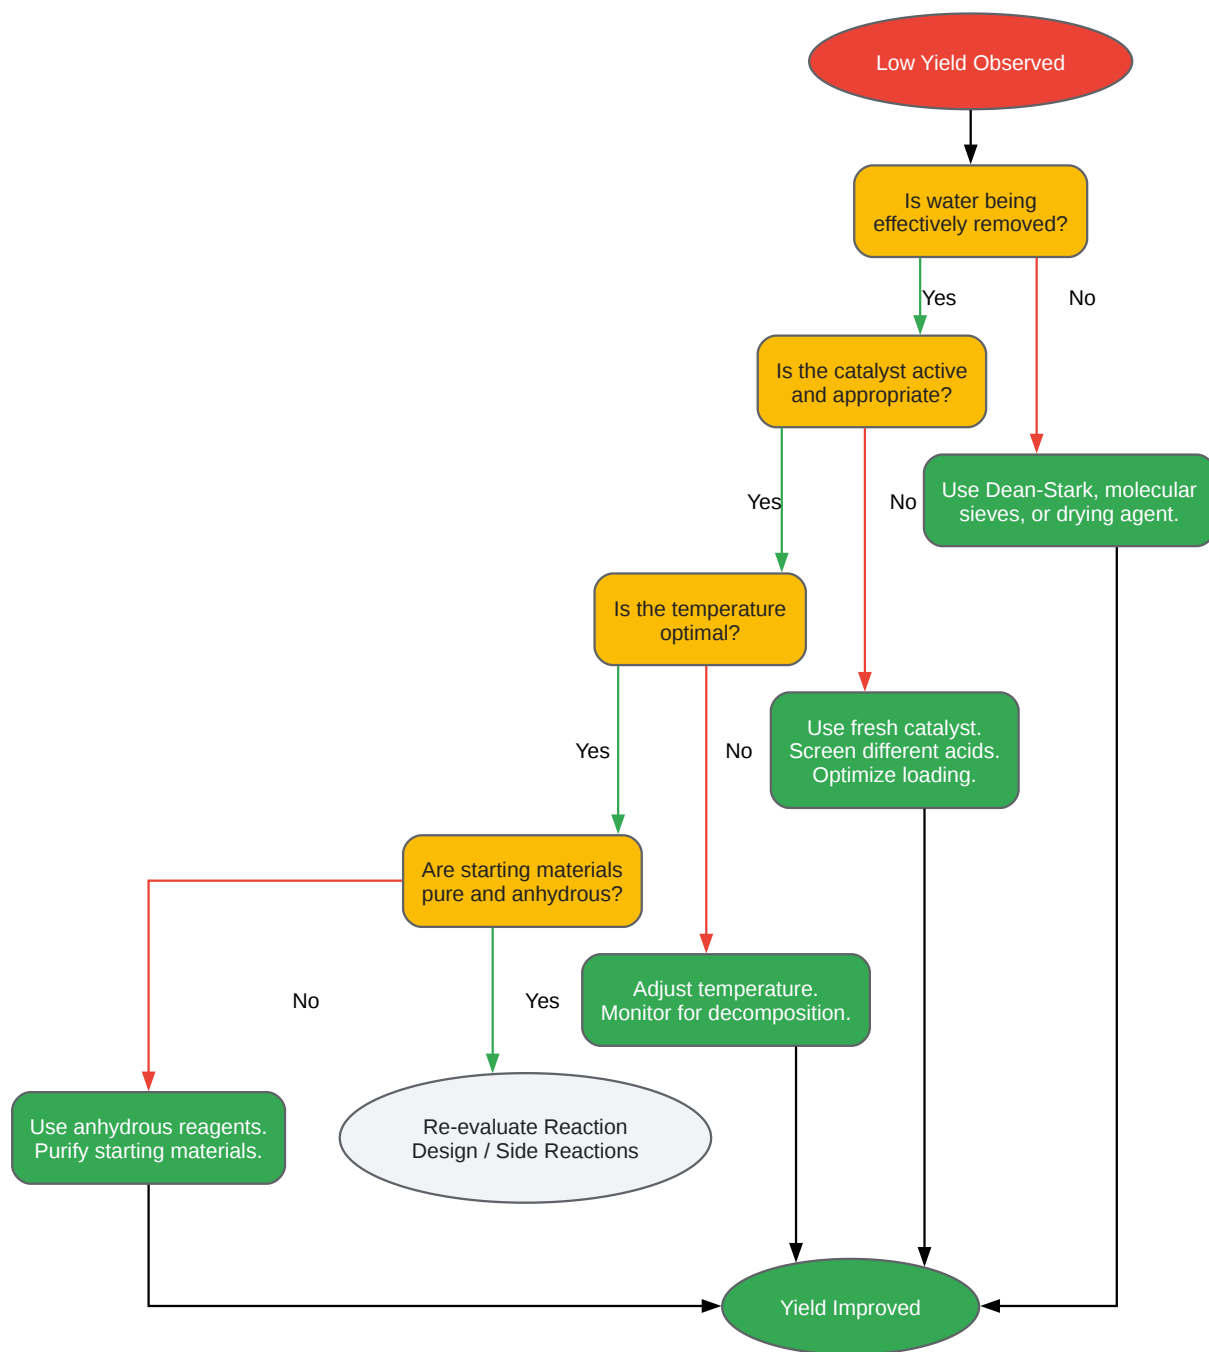 Low Yield Observed
Is water being
effectively removed?
Yes
No
Is the catalyst active
and appropriate?
Use Dean-Stark, molecular
sieves, or drying agent.
Yes
No
Is the temperature
optimal?
Use fresh catalyst.
Screen different acids.
Optimize loading.
Yes
No
Are starting materials
pure and anhydrous?
Adjust temperature.
Monitor for decomposition.
No
Yes
Use anhydrous reagents.
Purify starting materials.
Re-evaluate Reaction
Design / Side Reactions
Yield Improved